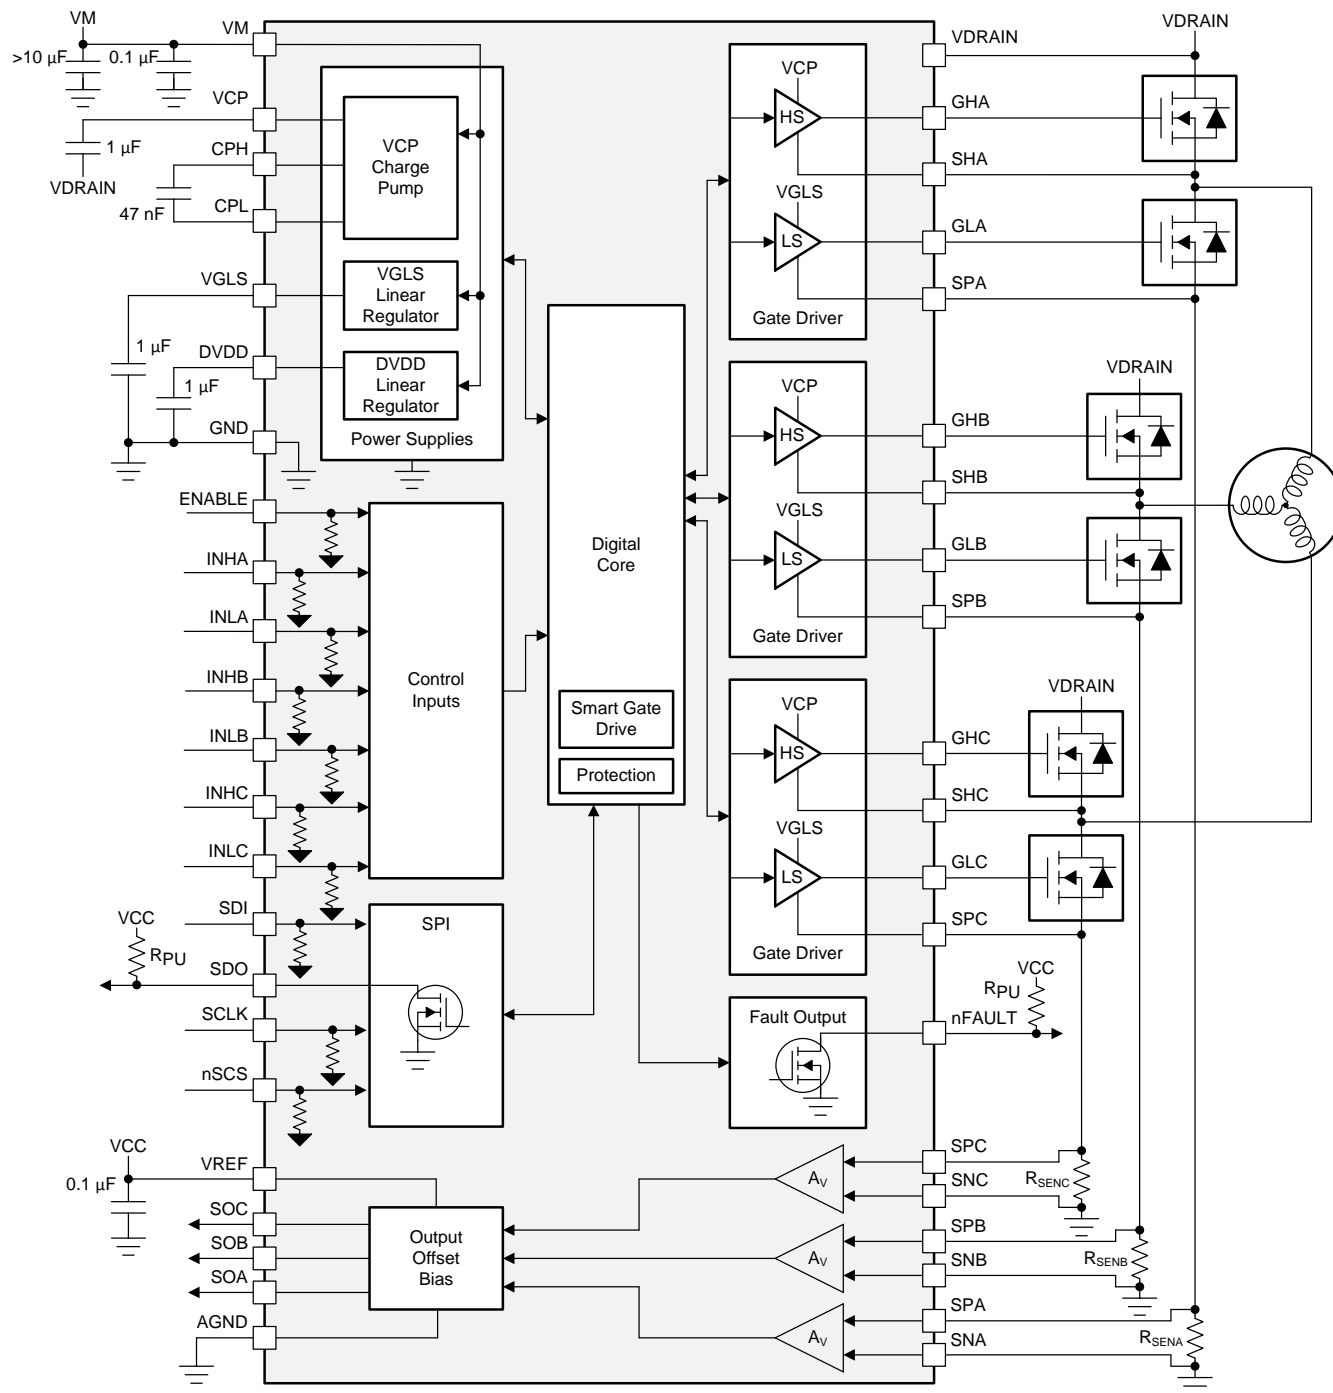 VM
>10 µF
0.1 µF
VM
VCP
1 µF
VDRAIN
CPH
47 nF
CPL
VGLS
1 µF
DVDD
1 µF
GND
VCP
Charge
Pump
VGLS
Linear
Regulator
DVDD
Linear
Regulator
Power Supplies
ENABLE
INHA
INLA
INHB
INLB
INHC
INLC
Control
Inputs
SDI
VCC
RPU
SDO
SCLK
nSCS
SPI
VCC
0.1 µF
VREF
SOC
SOB
SOA
AGND
Output
Offset
Bias
Digital
Core
Smart Gate
Drive
Protection
VCP
HS
VGLS
LS
Gate Driver
VCP
HS
VGLS
LS
Gate Driver
VCP
HS
VGLS
LS
Gate Driver
Fault Output
AV
AV
AV
VDRAIN
VDRAIN
GHA
SHA
GLA
SPA
VDRAIN
GHB
SHB
GLB
SPB
VDRAIN
GHC
SHC
GLC
SPC
VCC
RPU
nFAULT
SPC
SNC
RSENC
SPB
SNB
RSENB
SPA
SNA
RSENA